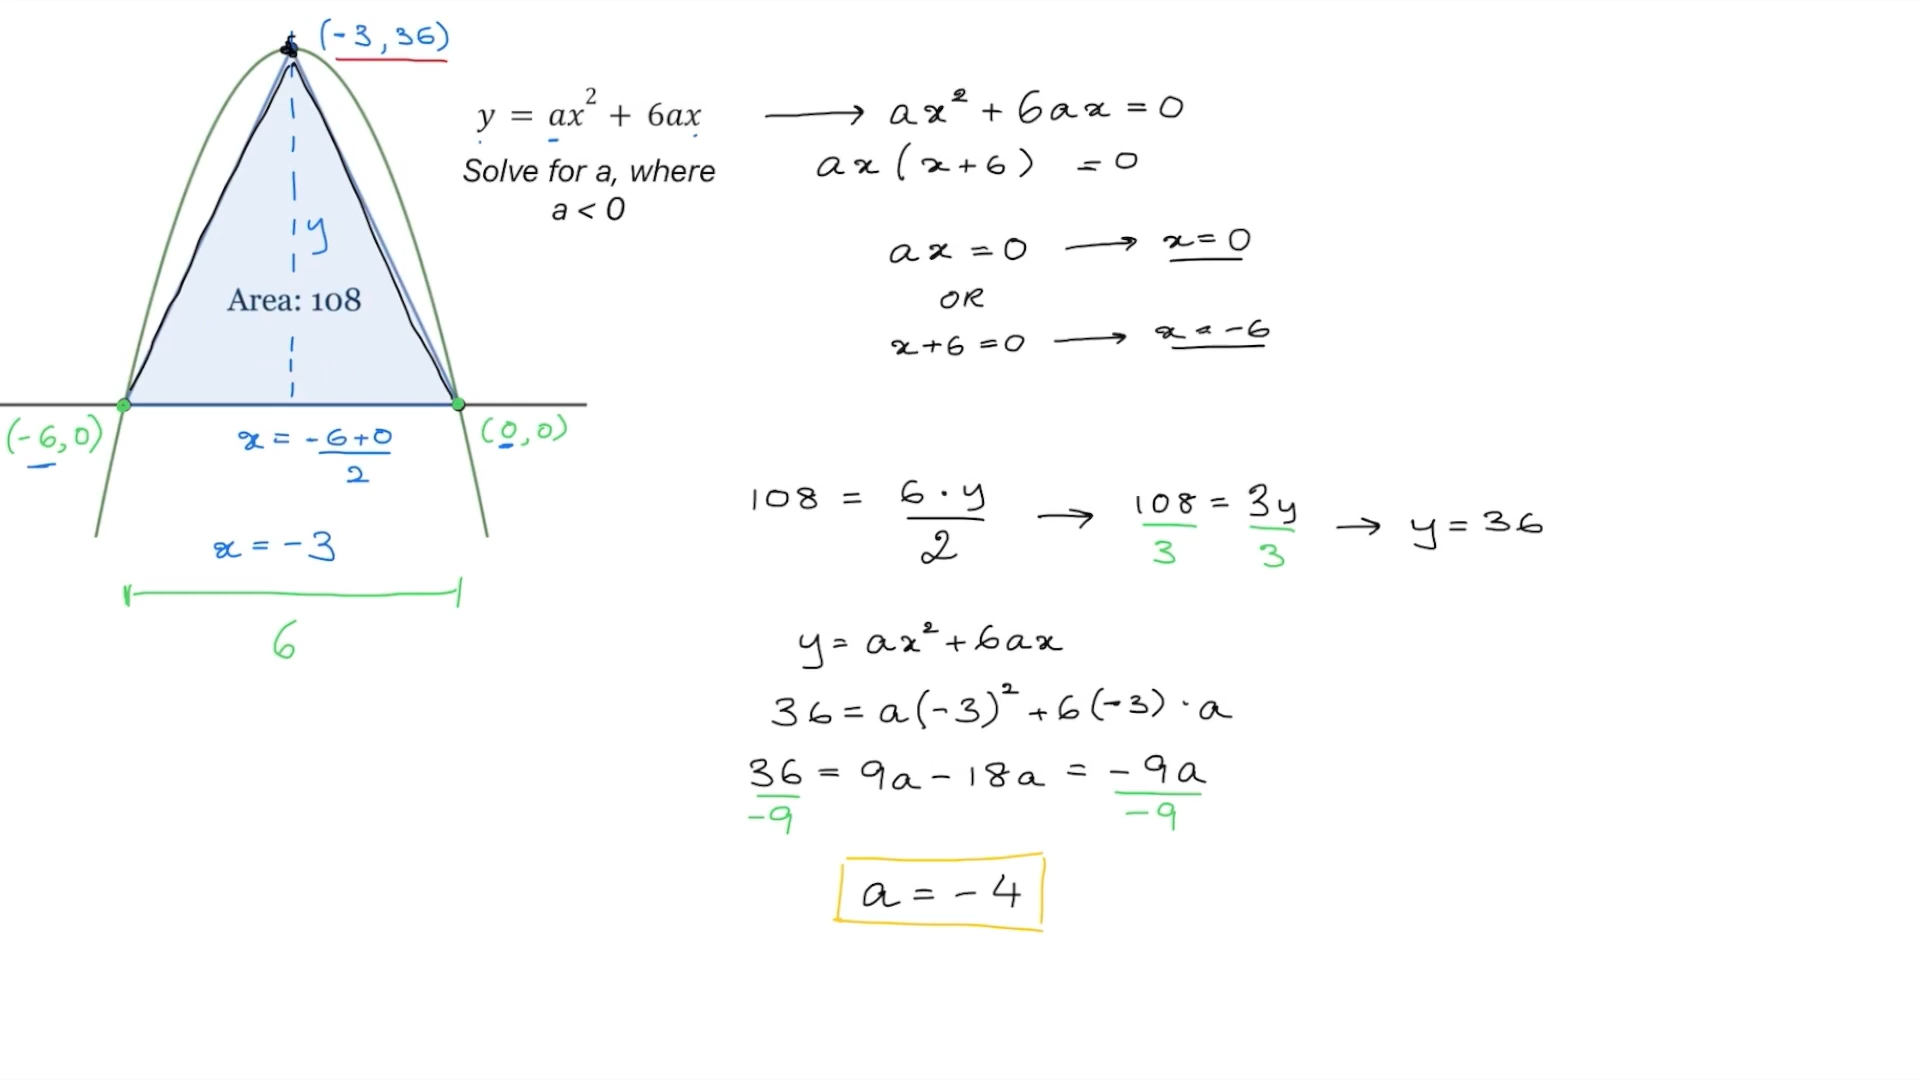 (-3,36)
y = ax² + 6ax ⟶ ax² + 6ax = 0
Solve for a, where
a < 0
ax(x+6) = 0
y
ax = 0 ⟶ x = 0
OR
x+6 = 0 ⟶ x = -6
Area: 108
(-6,0)
(0,0)
x = -6+0/2
x = -3
6
108 = 6·y/2 → 108/3 = 3y/3 → y = 36
y = ax² + 6ax
36 = a(-3)² + 6(-3)·a
36/-9 = 9a - 18a = -9a/-9
a = -4